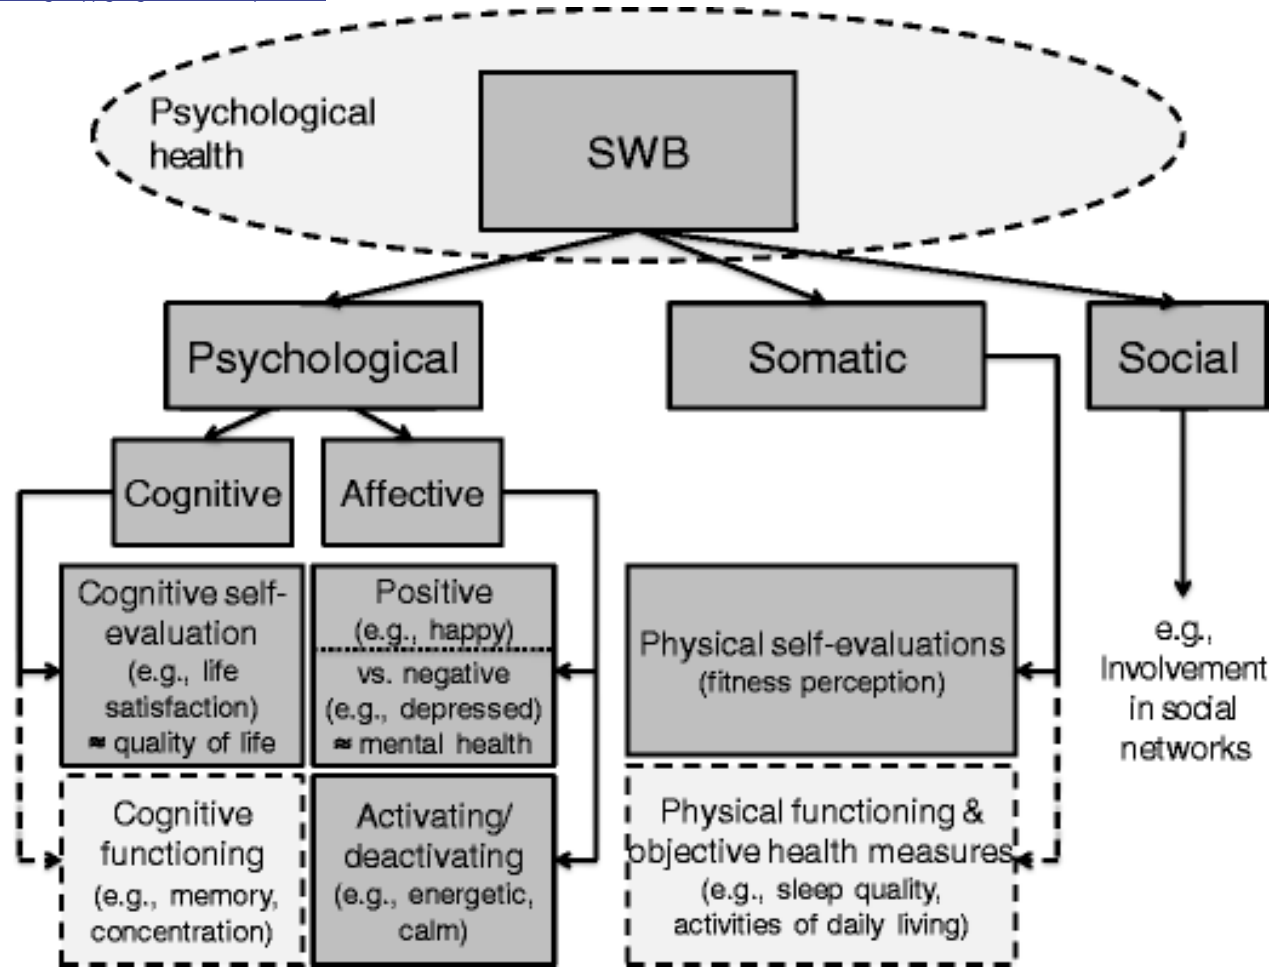 Psychological
health
SWB
Psychological
Somatic
Social
Cognitive
Affective
Cognitive self-
evaluation
(e.g., life
satisfaction)
≈ quality of life
Positive
(e.g., happy)
vs. negative
(e.g., depressed)
≈ mental health
Physical self-evaluations
(fitness perception)
e.g.,
Involvement
in social
networks
Cognitive
functioning
(e.g., memory,
concentration)
Activating/
deactivating
(e.g., energetic,
calm)
Physical functioning &
objective health measures
(e.g., sleep quality,
activities of daily living)